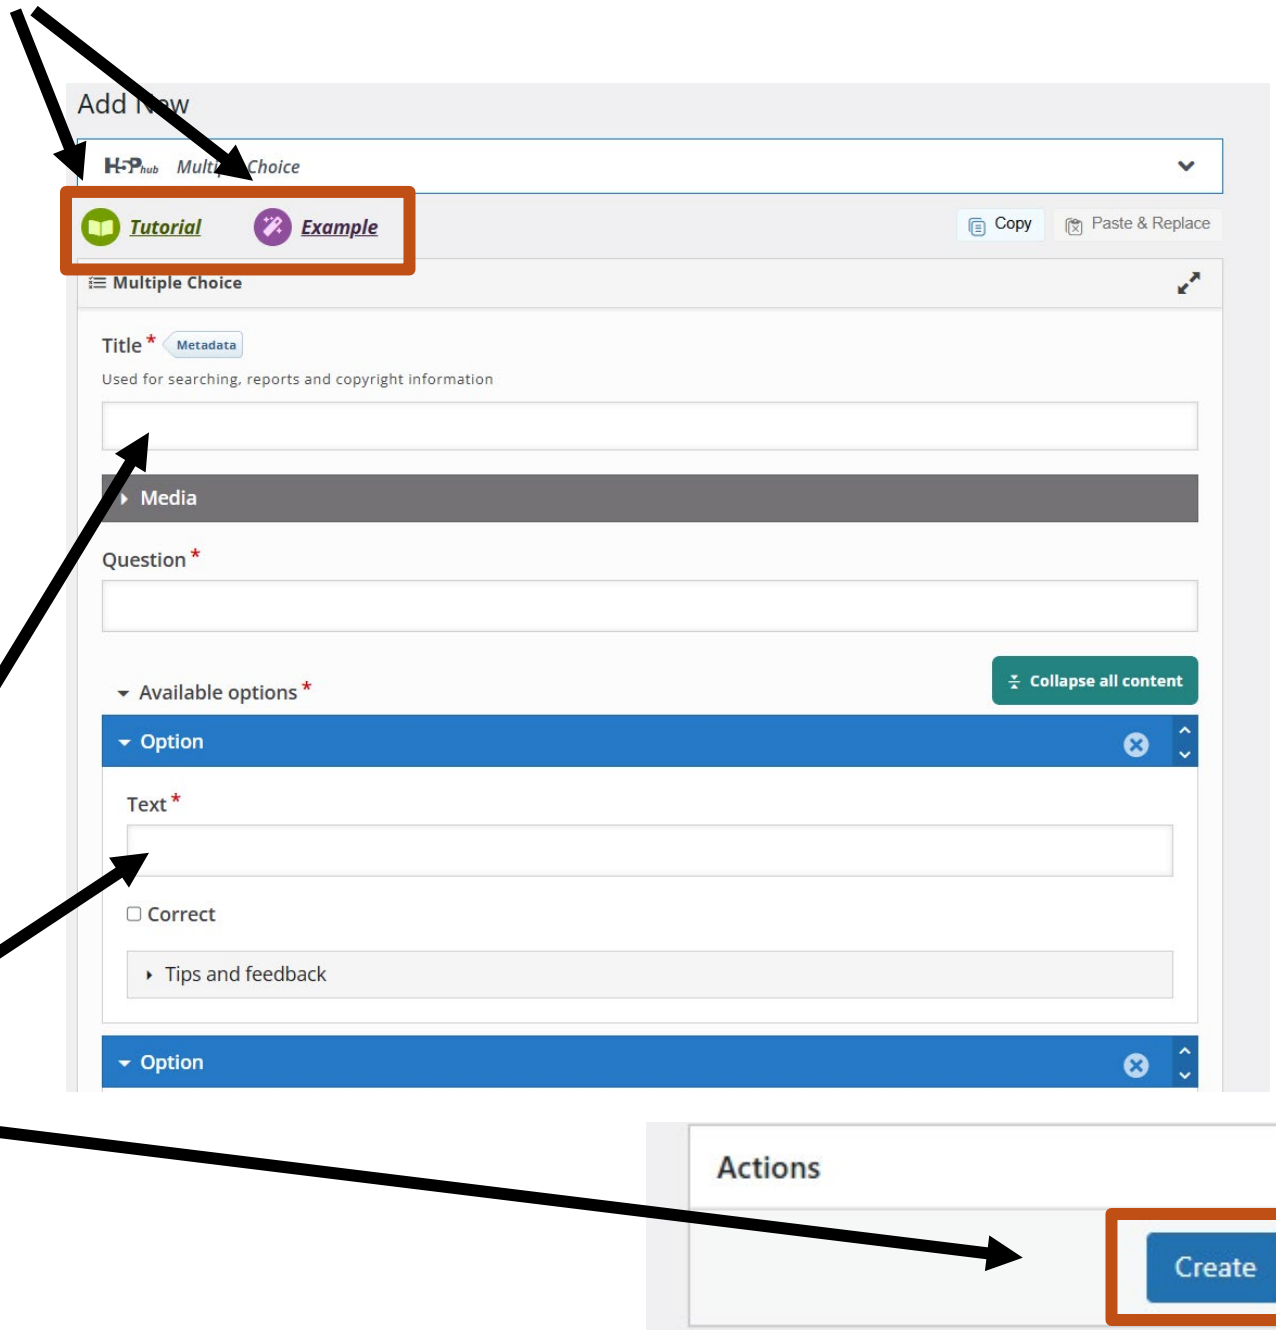 Add New
H5P hub Multiple Choice
Tutorial Example Copy Paste & Replace
Multiple Choice
Title * Metadata
Used for searching, reports and copyright information
Media
Question *
Available options * Collapse all content
Option
Text *
Correct
Tips and feedback
Option
Actions
Create